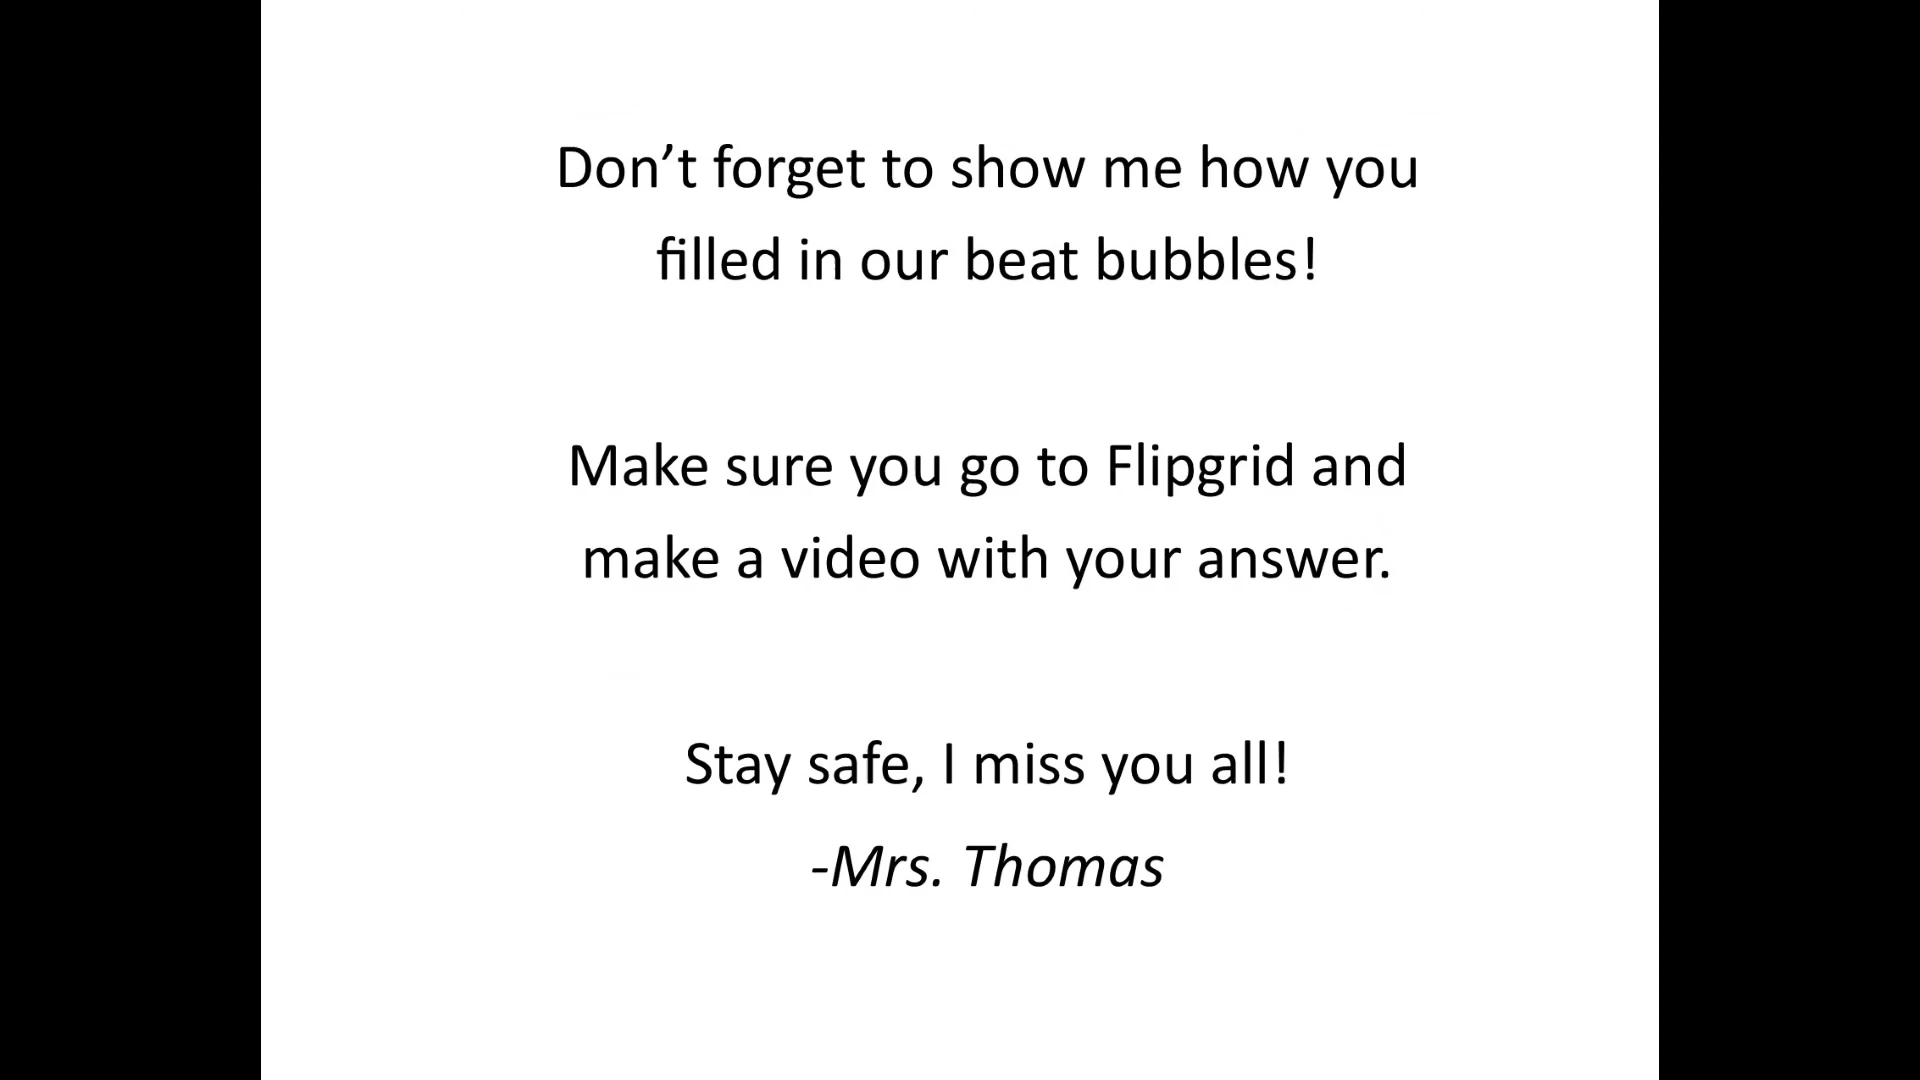 Don’t forget to show me how you
filled in our beat bubbles!
Make sure you go to Flipgrid and
make a video with your answer.
Stay safe, I miss you all!
-Mrs. Thomas